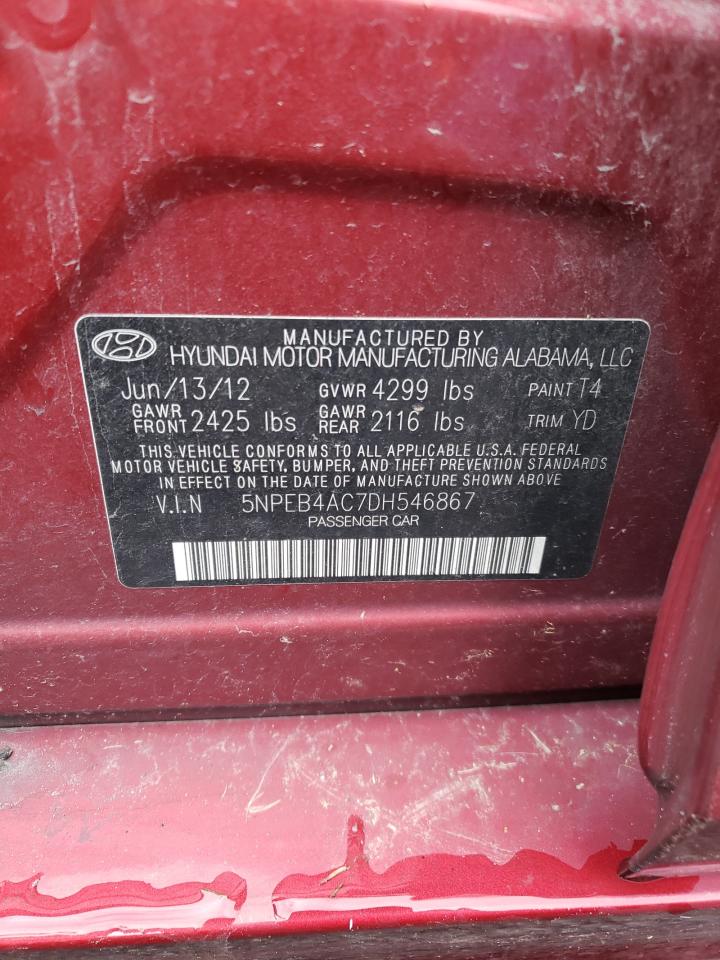 MANUFACTURED BY
HYUNDAI MOTOR MANUFACTURING ALABAMA, LLC
Jun/13/12 GVWR 4299 lbs PAINT T4
GAWR FRONT 2425 lbs GAWR REAR 2116 lbs TRIM YD
THIS VEHICLE CONFORMS TO ALL APPLICABLE U.S.A. FEDERAL
MOTOR VEHICLE SAFETY, BUMPER, AND THEFT PREVENTION STANDARDS
IN EFFECT ON THE DATE OF MANUFACTURE SHOWN ABOVE
V.I.N 5NPEB4AC7DH546867
PASSENGER CAR